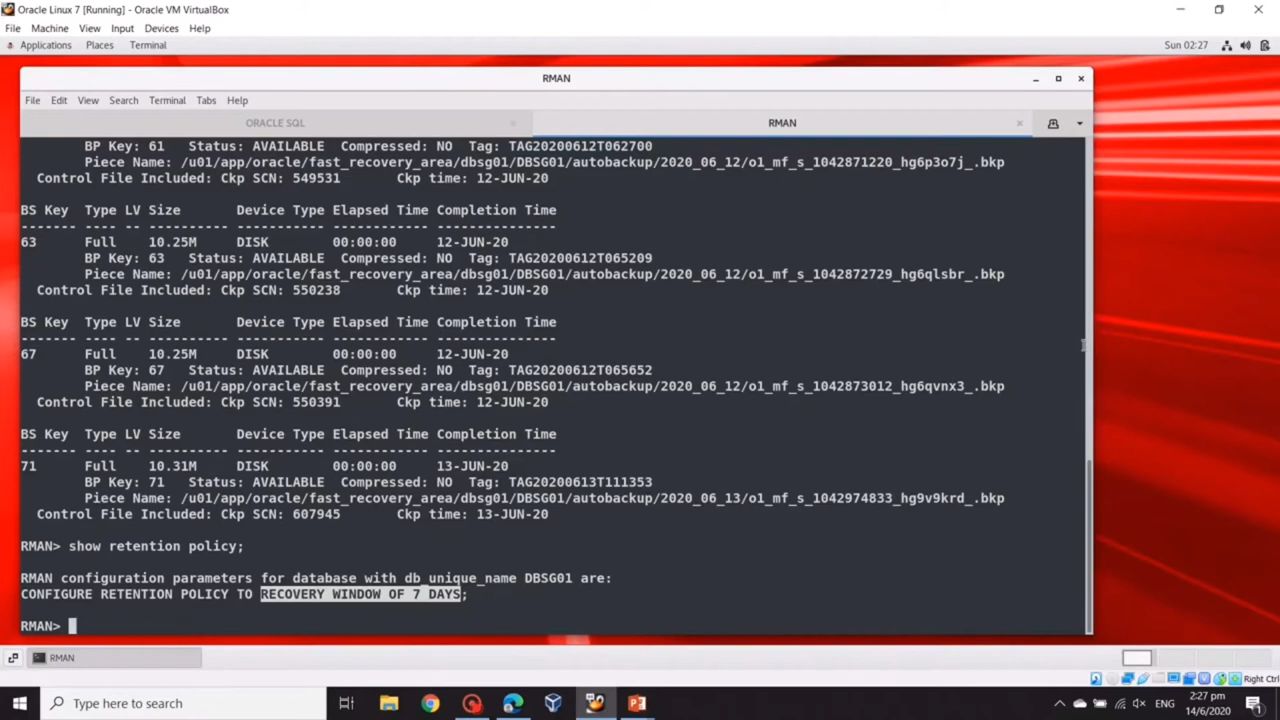 Oracle Linux 7 [Running] - Oracle VM VirtualBox
File Machine View Input Devices Help
Applications Places Terminal Sun 02:27
RMAN
File Edit View Search Terminal Tabs Help
ORACLE SQL RMAN
BP Key: 61 Status: AVAILABLE Compressed: NO Tag: TAG20200612T062700
Piece Name: /u01/app/oracle/fast_recovery_area/dbsg01/DBSG01/autobackup/2020_06_12/o1_mf_s_1042871220_hg6p3o7j_.bkp
Control File Included: Ckp SCN: 549531 Ckp time: 12-JUN-20
BS Key Type LV Size Device Type Elapsed Time Completion Time
------- ---- -- ---------- ----------- ------------ ---------------
63 Full 10.25M DISK 00:00:00 12-JUN-20
BP Key: 63 Status: AVAILABLE Compressed: NO Tag: TAG20200612T065209
Piece Name: /u01/app/oracle/fast_recovery_area/dbsg01/DBSG01/autobackup/2020_06_12/o1_mf_s_1042872729_hg6qlsbr_.bkp
Control File Included: Ckp SCN: 550238 Ckp time: 12-JUN-20
BS Key Type LV Size Device Type Elapsed Time Completion Time
------- ---- -- ---------- ----------- ------------ ---------------
67 Full 10.25M DISK 00:00:00 12-JUN-20
BP Key: 67 Status: AVAILABLE Compressed: NO Tag: TAG20200612T065652
Piece Name: /u01/app/oracle/fast_recovery_area/dbsg01/DBSG01/autobackup/2020_06_12/o1_mf_s_1042873012_hg6qvnx3_.bkp
Control File Included: Ckp SCN: 550391 Ckp time: 12-JUN-20
BS Key Type LV Size Device Type Elapsed Time Completion Time
------- ---- -- ---------- ----------- ------------ ---------------
71 Full 10.31M DISK 00:00:00 13-JUN-20
BP Key: 71 Status: AVAILABLE Compressed: NO Tag: TAG20200613T111353
Piece Name: /u01/app/oracle/fast_recovery_area/dbsg01/DBSG01/autobackup/2020_06_13/o1_mf_s_1042974833_hg9v9krd_.bkp
Control File Included: Ckp SCN: 607945 Ckp time: 13-JUN-20
RMAN> show retention policy;
RMAN configuration parameters for database with db_unique_name DBSG01 are:
CONFIGURE RETENTION POLICY TO RECOVERY WINDOW OF 7 DAYS;
RMAN>
RMAN
Right Ctrl
Type here to search ENG 2:27 pm
14/6/2020